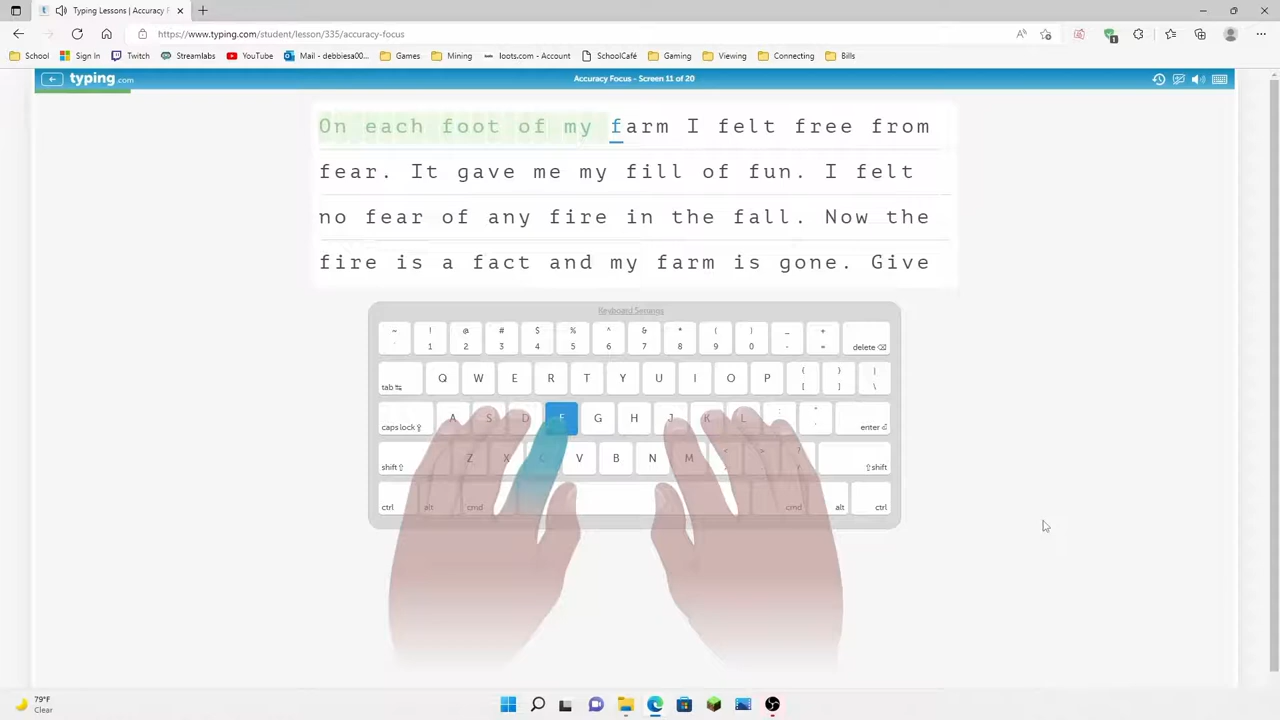 Typing Lessons | Accuracy F
https://www.typing.com/student/lesson/335/accuracy-focus
School Sign In Twitch Streamlabs YouTube Mail - debbiesa00... Games Mining loots.com - Account SchoolCafé Gaming Viewing Connecting Bills
typing.com Accuracy Focus - Screen 11 of 20
On each foot of my farm I felt free from
fear. It gave me my fill of fun. I felt
no fear of any fire in the fall. Now the
fire is a fact and my farm is gone. Give
Keyboard Settings
~ ! @ # $ % ^ & * ( ) _ +
` 1 2 3 4 5 6 7 8 9 0 - = delete
tab Q W E R T Y U I O P { [ } ] | \
caps lock A S D F G H J K L : ; " ' enter
shift Z X C V B N M < > ? shift
ctrl alt cmd cmd alt ctrl
79°F
Clear